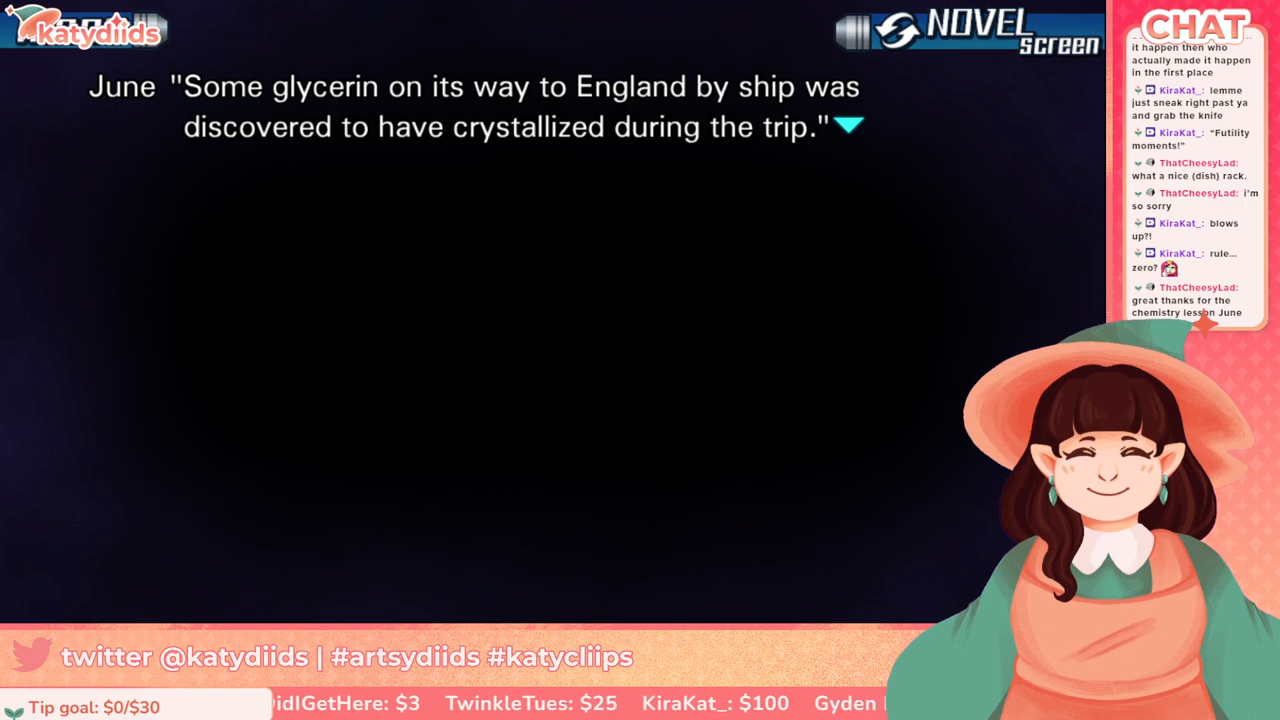 katydiids
NOVEL
Screen
CHAT
June "Some glycerin on its way to England by ship was
discovered to have crystallized during the trip."
it happen then who
actually made it happen
in the first place
KiraKat_: lemme
just sneak right past ya
and grab the knife
KiraKat_: “Futility
moments!”
ThatCheesyLad:
what a nice (dish) rack.
ThatCheesyLad: i'm
so sorry
KiraKat_: blows
up?!
KiraKat_: rule...
zero?
ThatCheesyLad:
great thanks for the
chemistry lesson June
twitter @katydiids | #artsydiids #katycliips
Tip goal: $0/$30
idIGetHere: $3 TwinkleTues: $25 KiraKat_: $100 Gyden